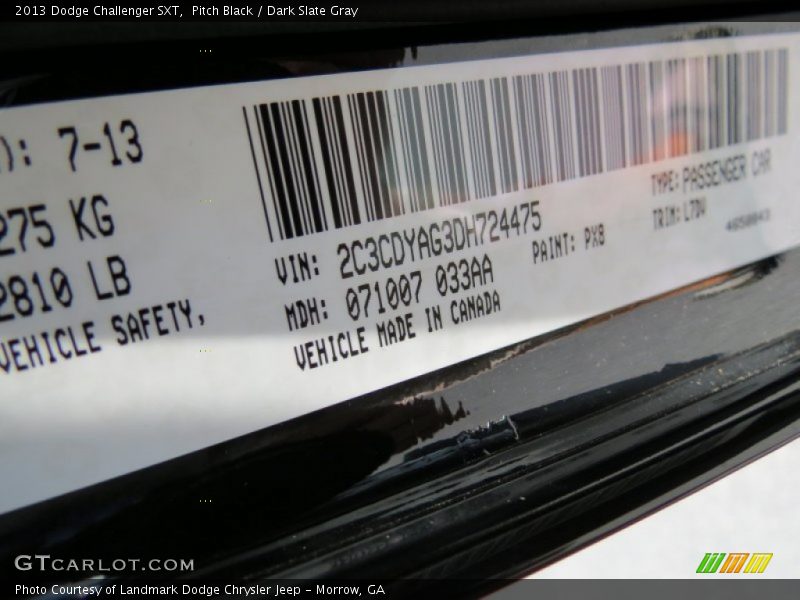 2013 Dodge Challenger SXT,  Pitch Black / Dark Slate Gray
): 7-13
275 KG
2810 LB
VEHICLE SAFETY,
VIN: 2C3CDYAG3DH724475
MDH: 071007 033AA
VEHICLE MADE IN CANADA
PAINT: PX8
TYPE: PASSENGER CAR
TRIM: L7DV
GTCARLOT.COM
Photo Courtesy of Landmark Dodge Chrysler Jeep - Morrow, GA